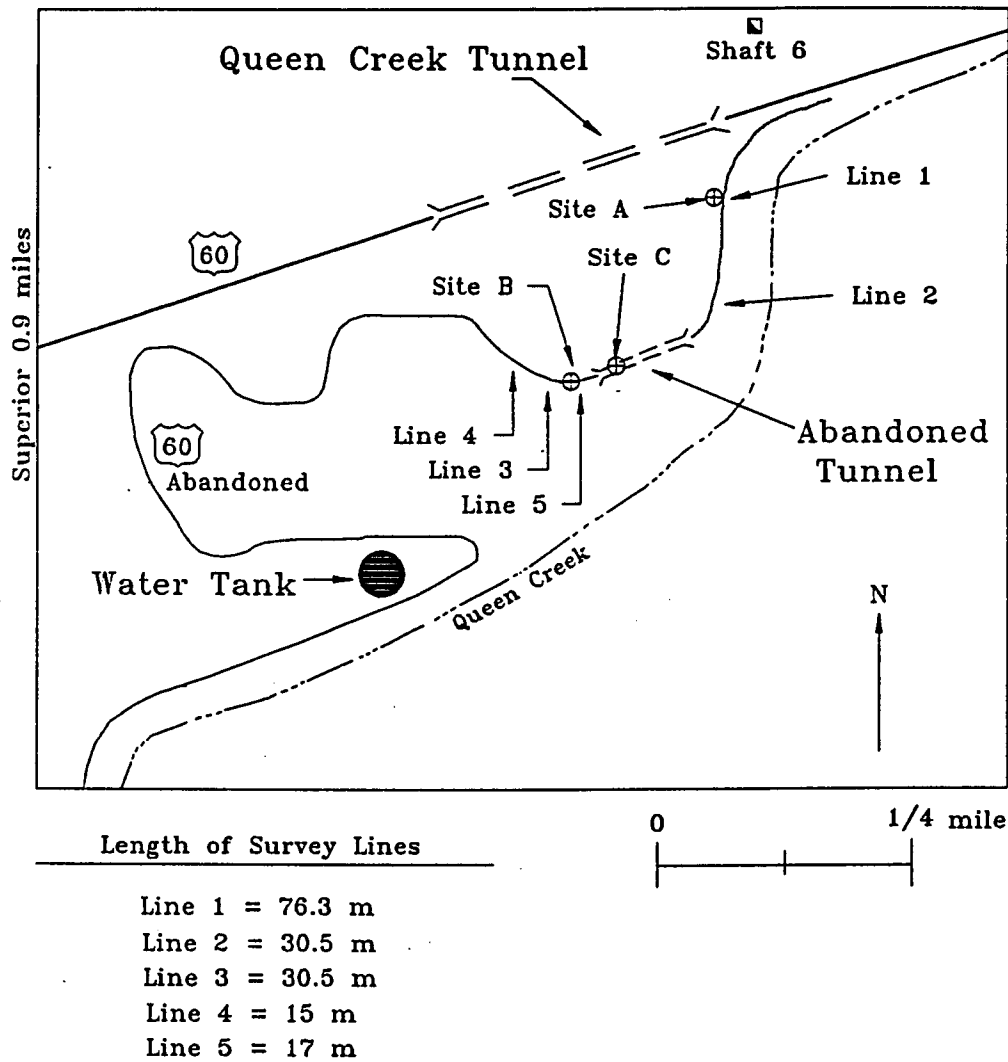 Shaft 6
Queen Creek Tunnel
Line 1
Site A
60
Site C
Site B
Line 2
Superior 0.9 miles
Line 4
60
Abandoned
Abandoned
Tunnel
Line 3
Line 5
Water Tank
Queen Creek
N
0
1/4 mile
Length of Survey Lines
Line 1 = 76.3 m
Line 2 = 30.5 m
Line 3 = 30.5 m
Line 4 = 15 m
Line 5 = 17 m